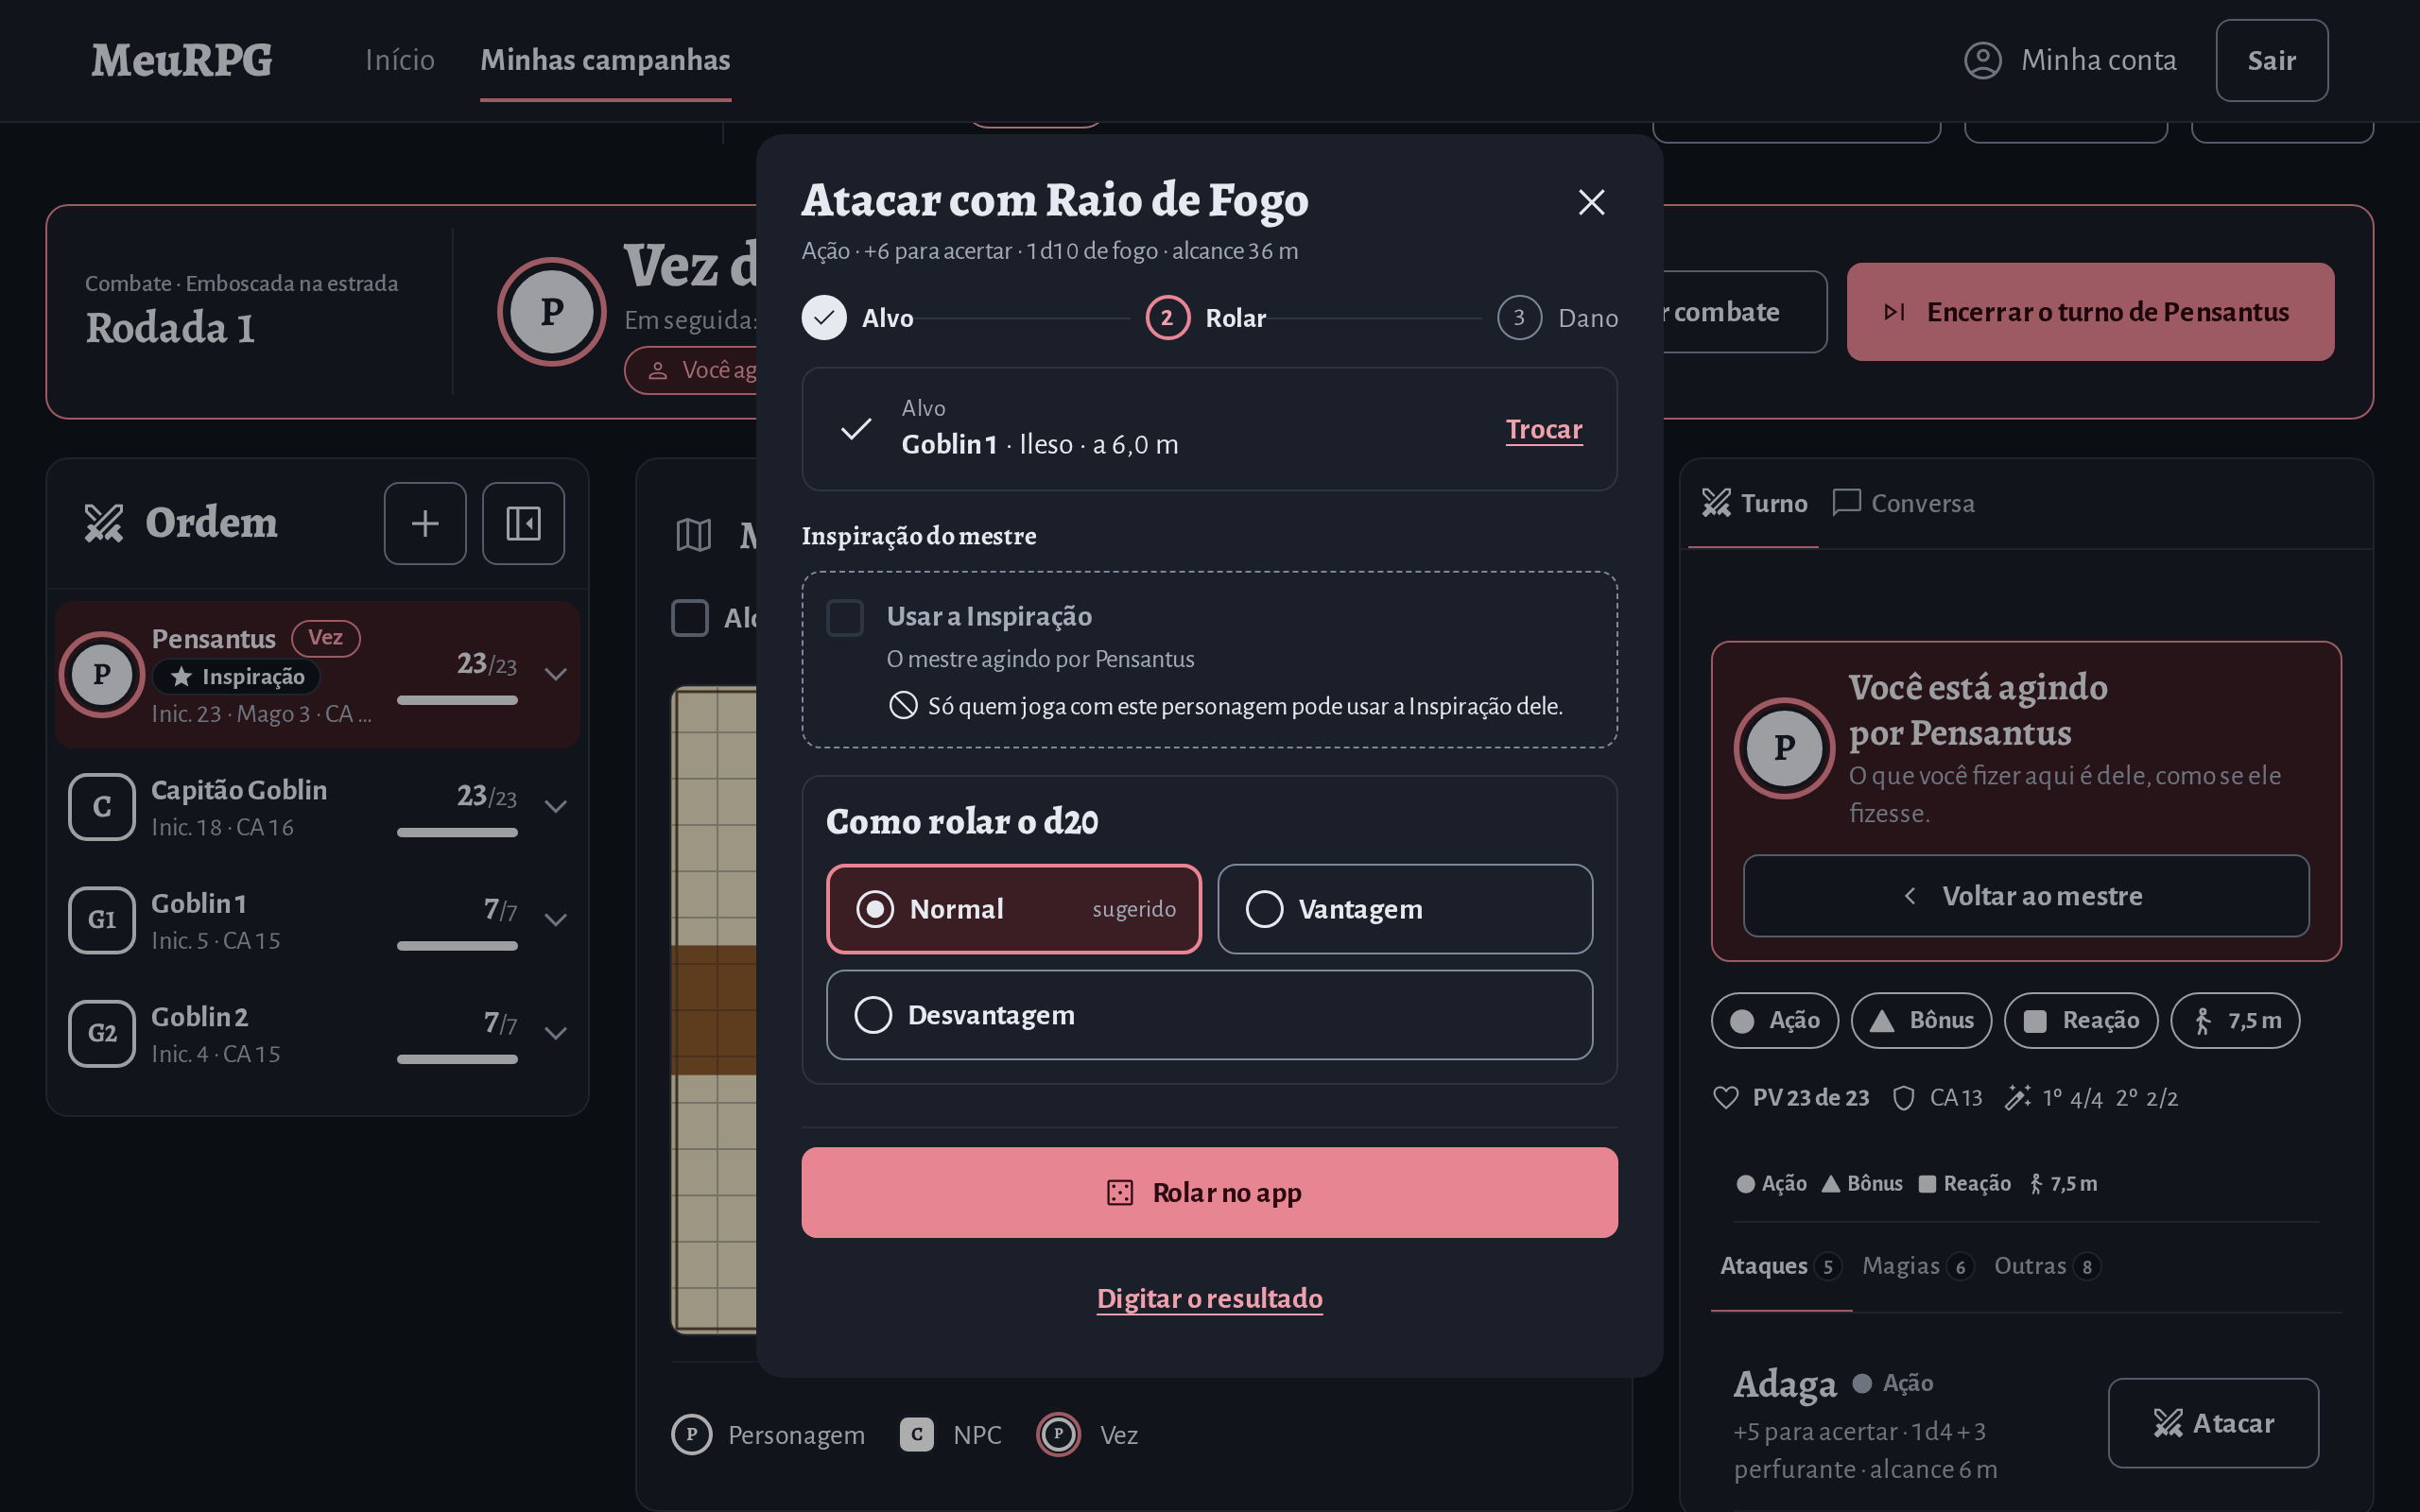 MeuRPG
Início
Minhas campanhas
Minha conta
Sair
Combate · Emboscada na estrada
Rodada 1
P
Vez d
Em seguida:
Você ag
r combate
Encerrar o turno de Pensantus
Atacar com Raio de Fogo
Ação · +6 para acertar · 1d10 de fogo · alcance 36 m
Alvo
2
Rolar
3
Dano
Alvo
Goblin 1 · Ileso · a 6,0 m
Trocar
Inspiração do mestre
Usar a Inspiração
O mestre agindo por Pensantus
Só quem joga com este personagem pode usar a Inspiração dele.
Como rolar o d20
Normal
sugerido
Vantagem
Desvantagem
Rolar no app
Digitar o resultado
Ordem
P
Pensantus
Vez
Inspiração
Inic. 23 · Mago 3 · CA ...
23/23
C
Capitão Goblin
Inic. 18 · CA 16
23/23
G1
Goblin 1
Inic. 5 · CA 15
7/7
G2
Goblin 2
Inic. 4 · CA 15
7/7
P
Personagem
C
NPC
P
Vez
Turno
Conversa
P
Você está agindo
por Pensantus
O que você fizer aqui é dele, como se ele
fizesse.
Voltar ao mestre
Ação
Bônus
Reação
7,5 m
PV 23 de 23
CA 13
1º 4/4
2º 2/2
Ação
Bônus
Reação
7,5 m
Ataques 5
Magias 6
Outras 8
Adaga
Ação
+5 para acertar · 1d4 + 3
perfurante · alcance 6 m
Atacar